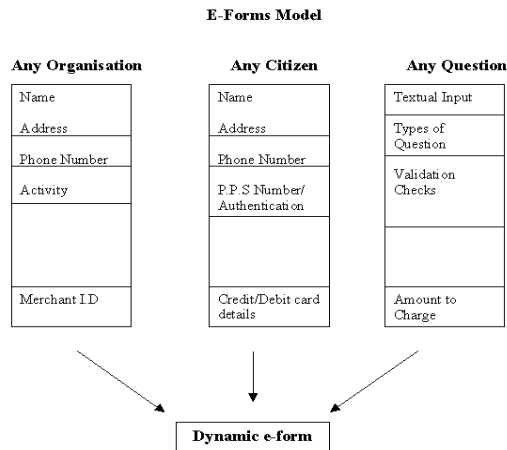 E-Forms Model
Any Organisation
Name
Address
Phone Number
Activity
Merchant I.D
Any Citizen
Name
Address
Phone Number
P.P.S Number/
Authentication
Credit/Debit card
details
Any Question
Textual Input
Types of
Question
Validation
Checks
Amount to
Charge
Dynamic e-form